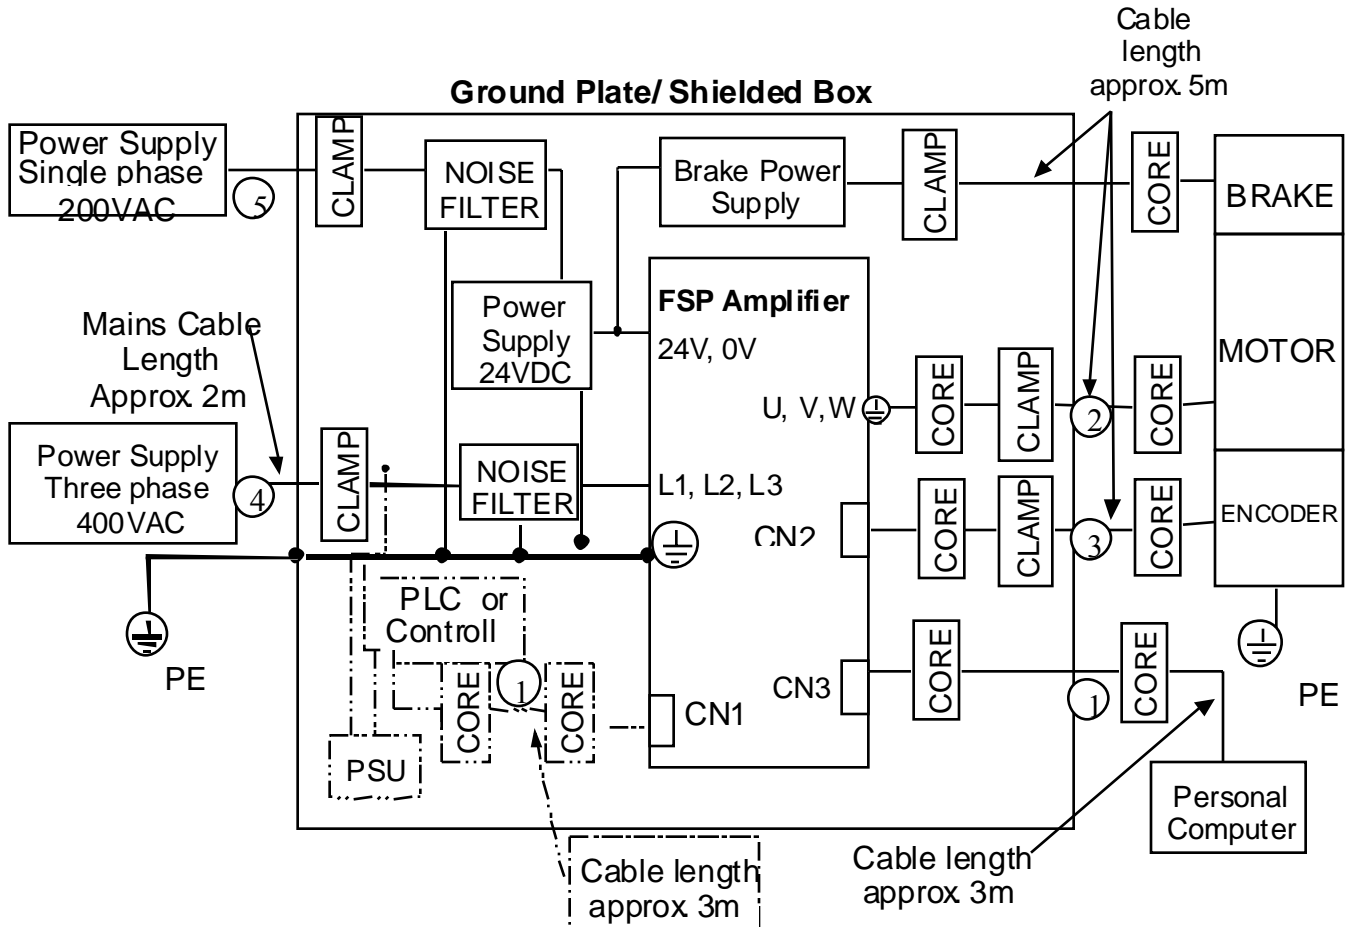 Cable
length
approx. 5m
Ground Plate/ Shielded Box
Power Supply
Single phase
200VAC
5
CLAMP
NOISE
FILTER
Brake Power
Supply
CLAMP
CORE
BRAKE
Power
Supply
24VDC
FSP Amplifier
24V, 0V
Mains Cable
Length
Approx. 2m
MOTOR
U, V, W
CORE
CLAMP
2
CORE
Power Supply
Three phase
400VAC
4
CLAMP
NOISE
FILTER
L1, L2, L3
CN2
CORE
CLAMP
3
CORE
ENCODER
PLC or
Controll
PE
CORE
1
CORE
CN1
CN3
CORE
1
CORE
PE
PSU
Personal
Computer
Cable length
approx. 3m
Cable length
approx. 3m